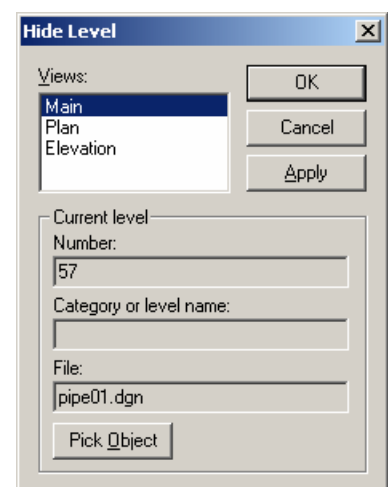 Hide Level
Views:
Main
Plan
Elevation
OK
Cancel
Apply
Current level
Number:
57
Category or level name:
File:
pipe01.dgn
Pick Object